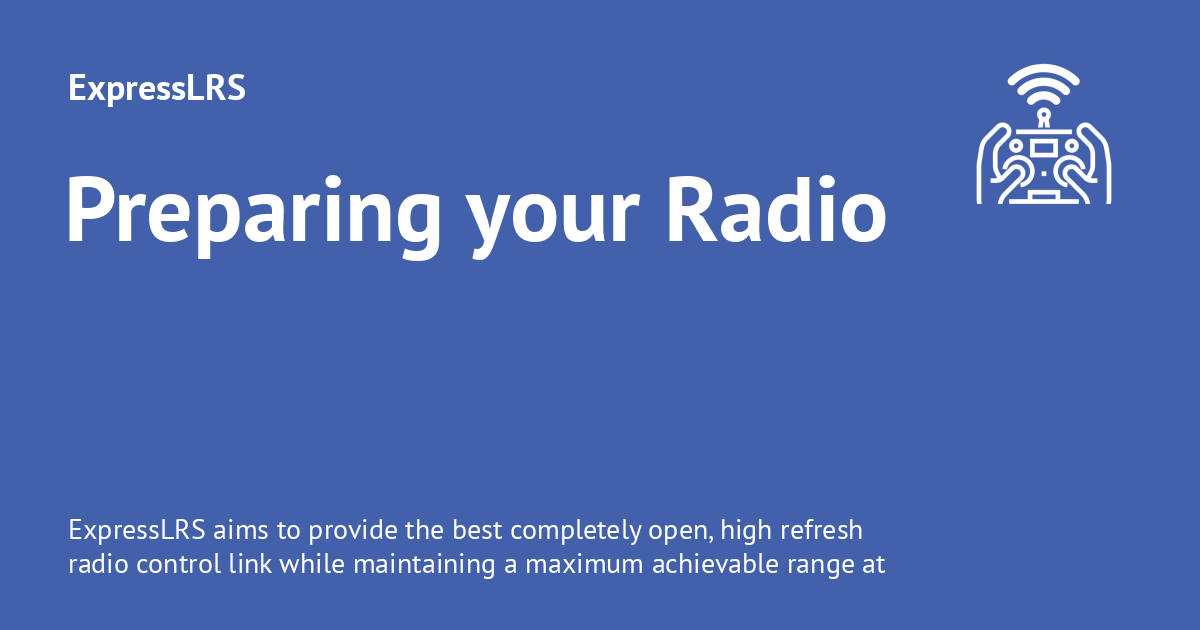 ExpressLRS
Preparing your Radio
ExpressLRS aims to provide the best completely open, high refresh
radio control link while maintaining a maximum achievable range at